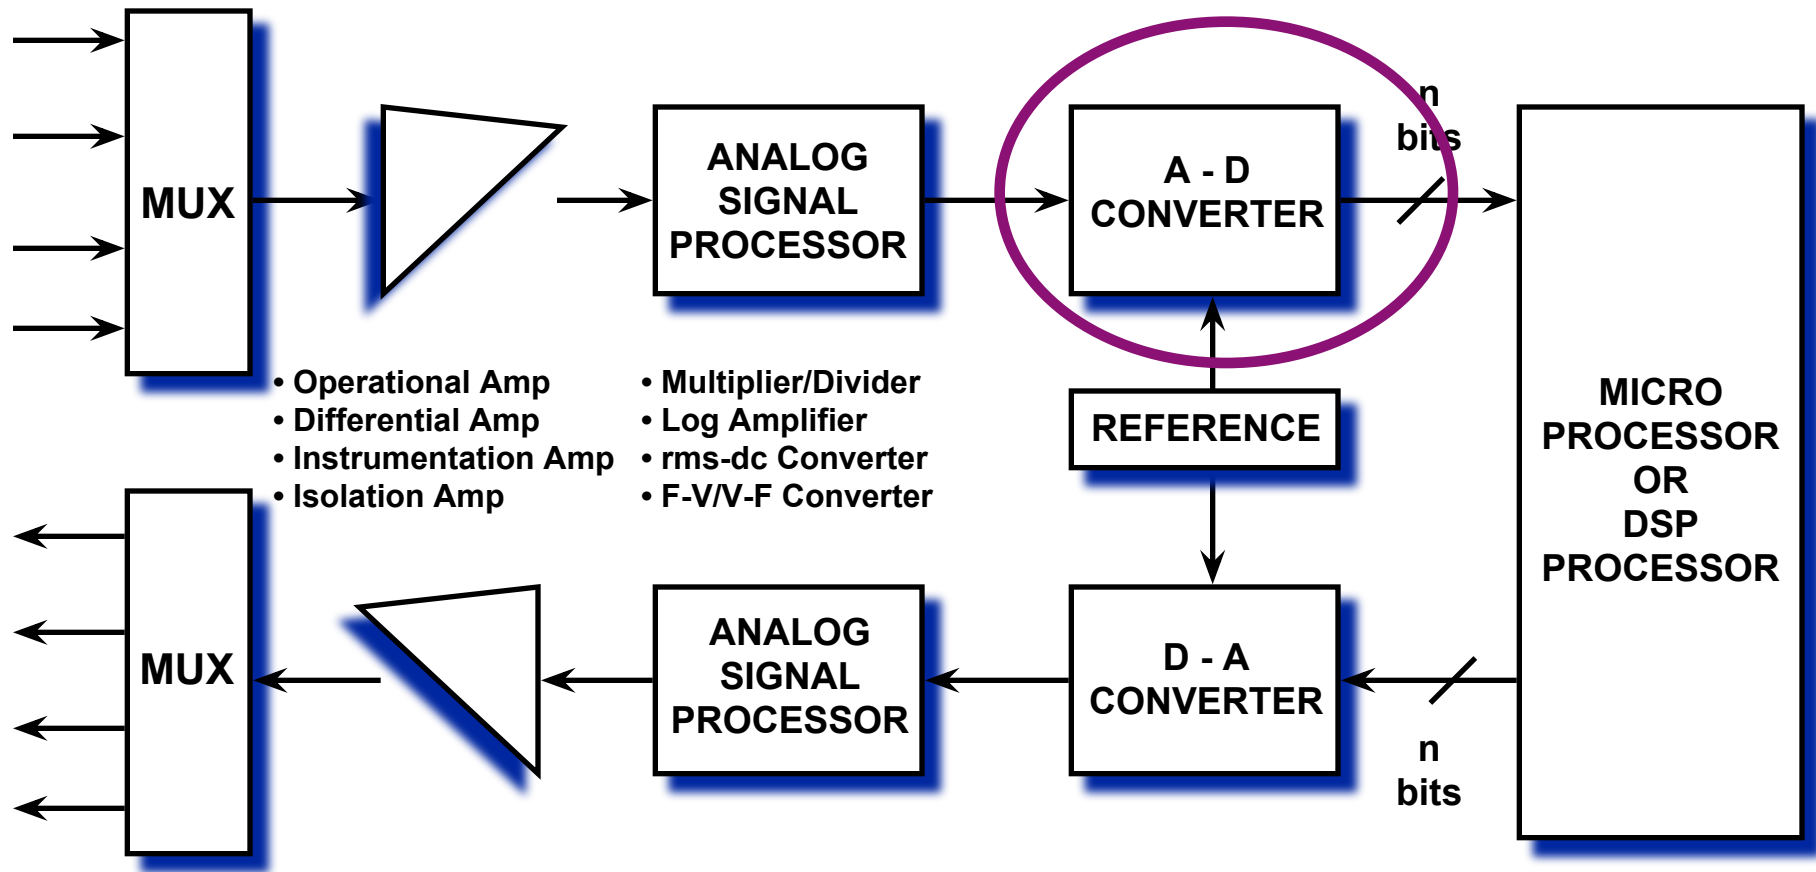 MUX
ANALOG
SIGNAL
PROCESSOR
A - D
CONVERTER
n
bits
• Operational Amp
• Differential Amp
• Instrumentation Amp
• Isolation Amp
• Multiplier/Divider
• Log Amplifier
• rms-dc Converter
• F-V/V-F Converter
REFERENCE
MICRO
PROCESSOR
OR
DSP
PROCESSOR
MUX
ANALOG
SIGNAL
PROCESSOR
D - A
CONVERTER
n
bits